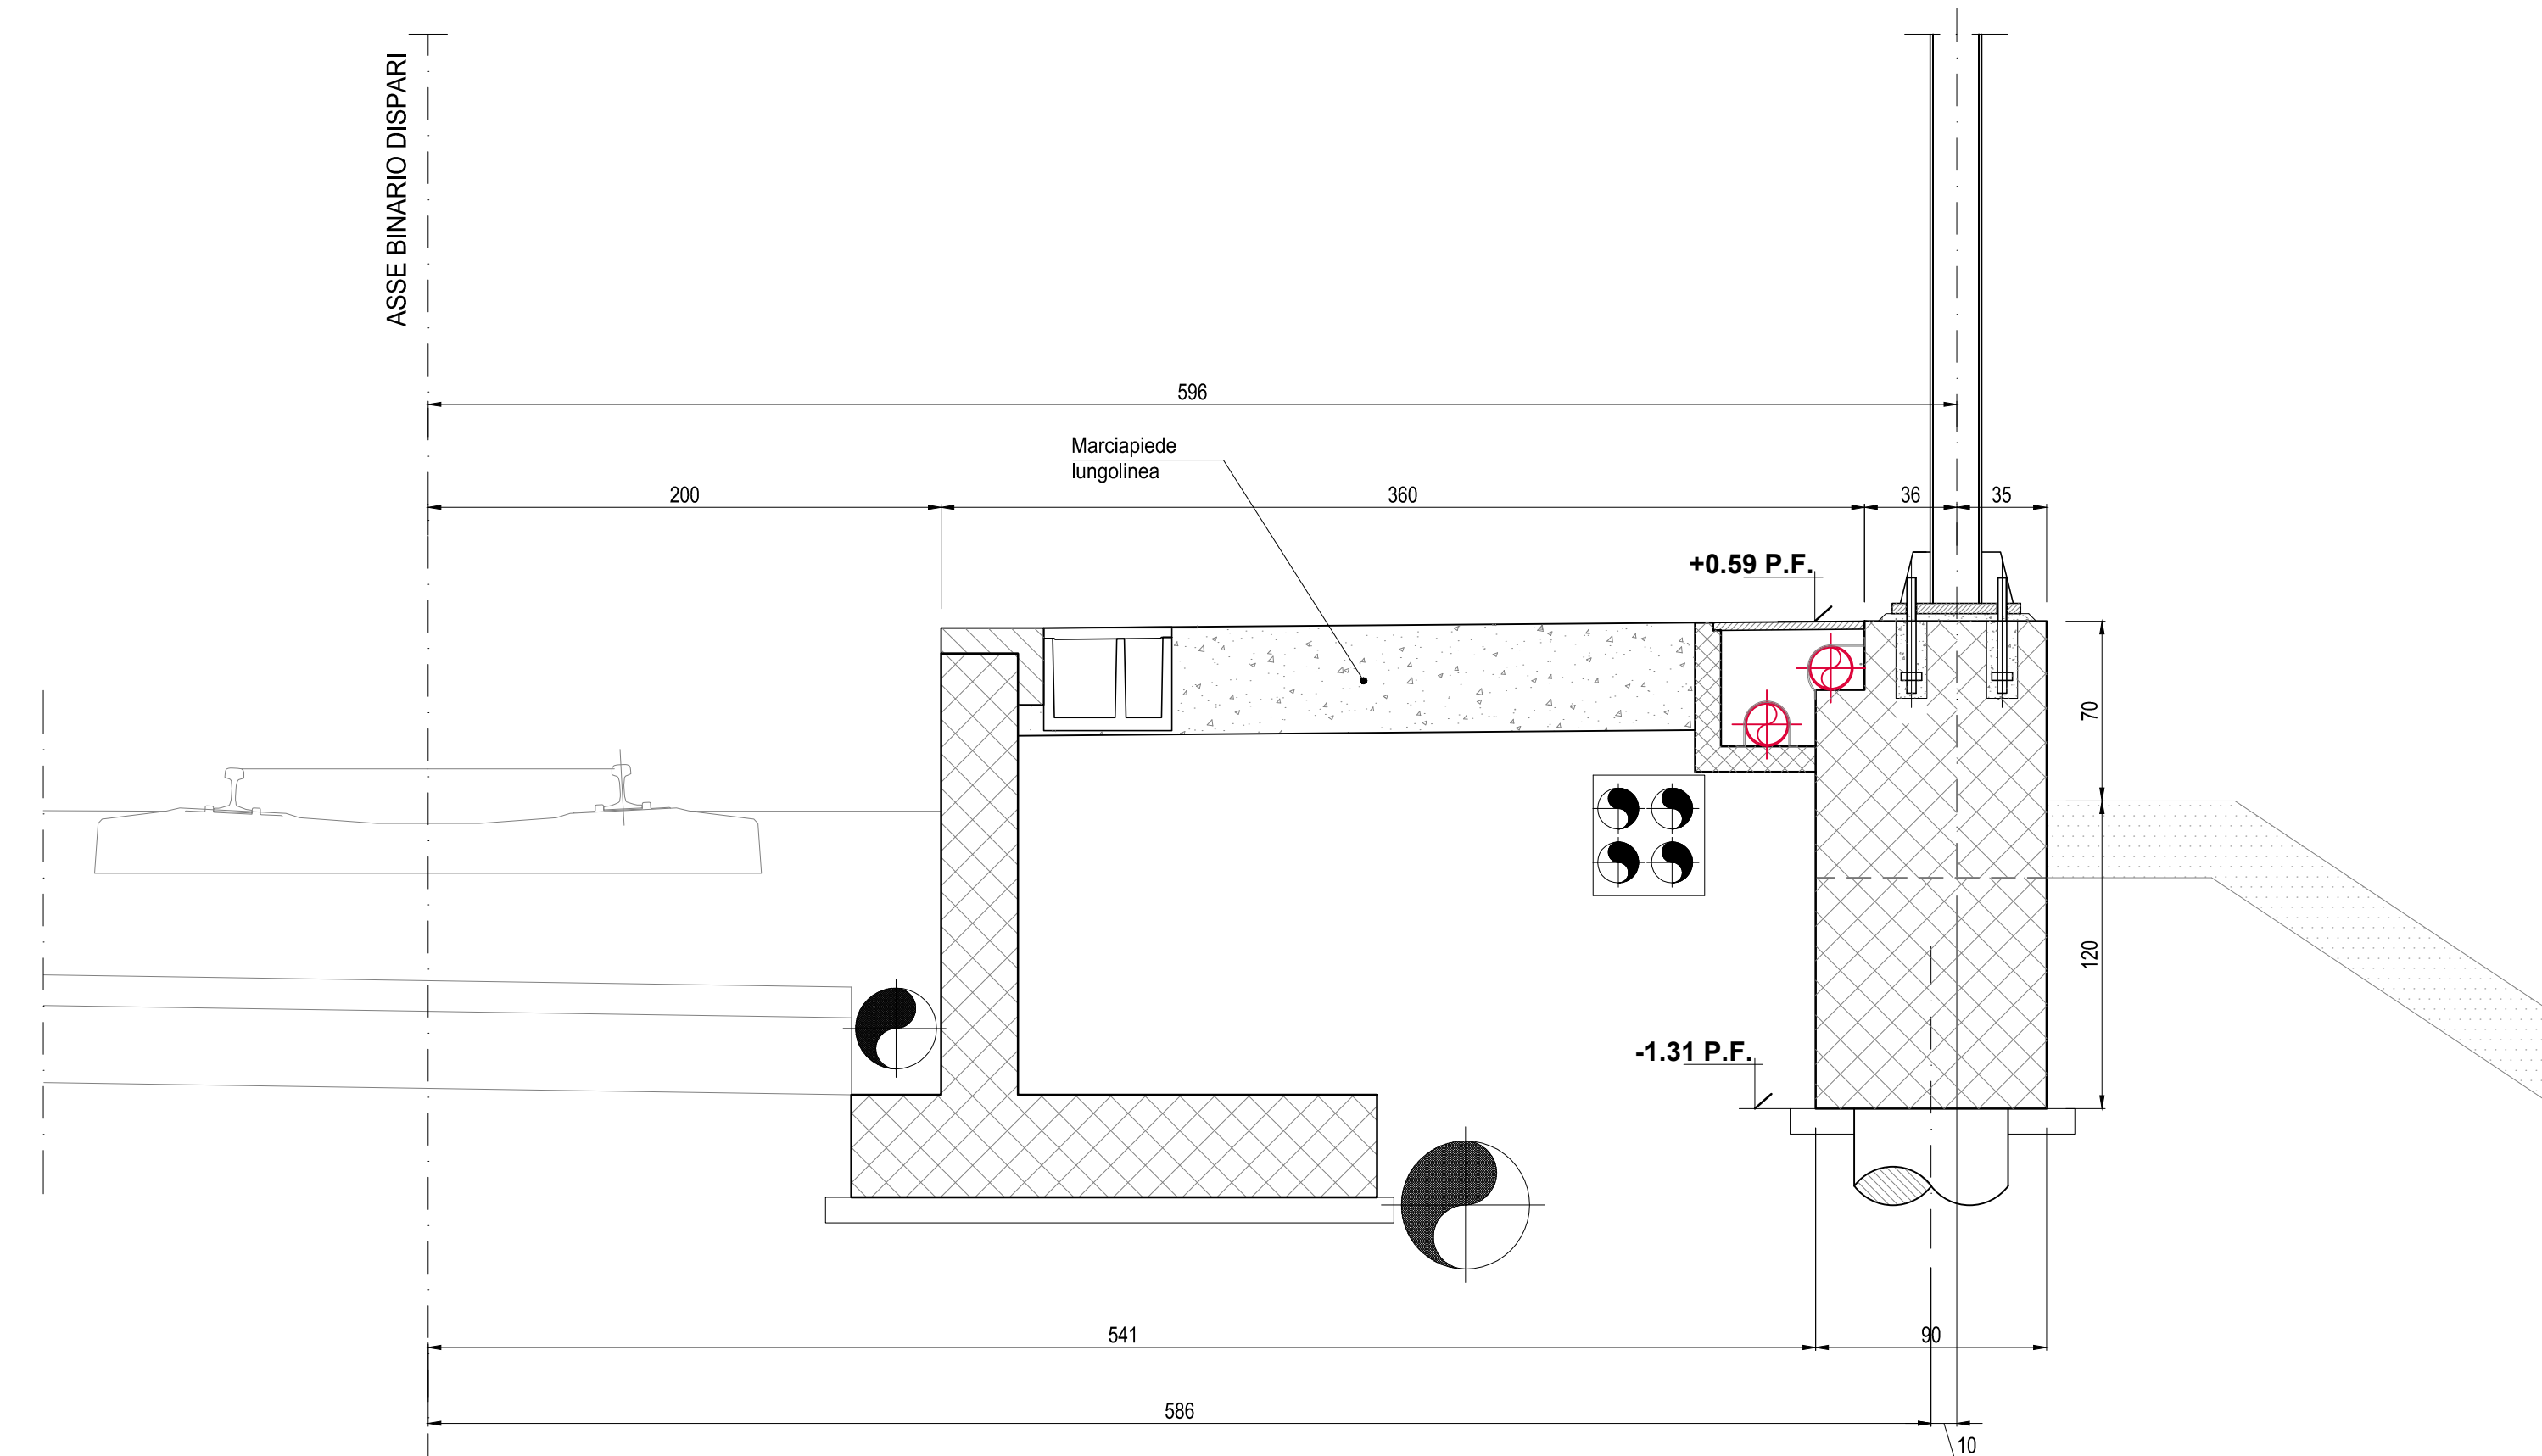 ASSE BINARIO DISPARI
596
Marciapiede
lungolinea
200
360
36
35
+0.59 P.F.
70
120
-1.31 P.F.
541
90
586
10